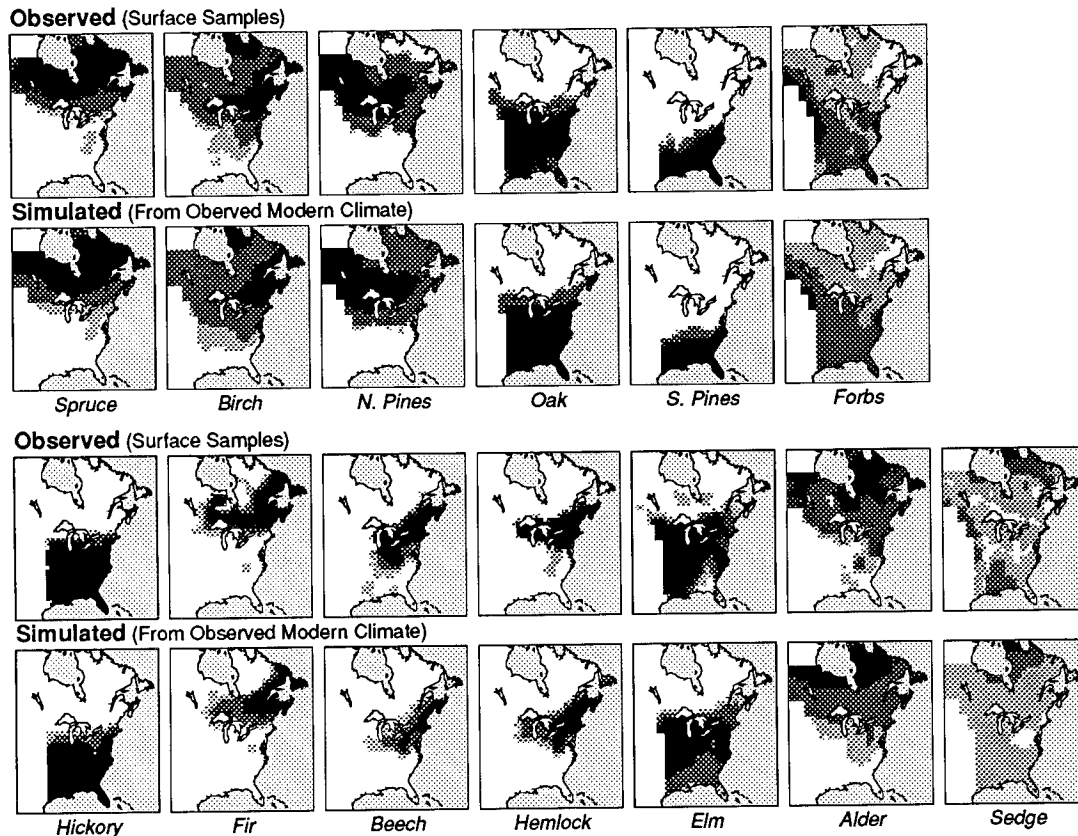 Observed (Surface Samples)
Simulated (From Oberved Modern Climate)
Spruce Birch N. Pines Oak S. Pines Forbs
Observed (Surface Samples)
Simulated (From Observed Modern Climate)
Hickory Fir Beech Hemlock Elm Alder Sedge